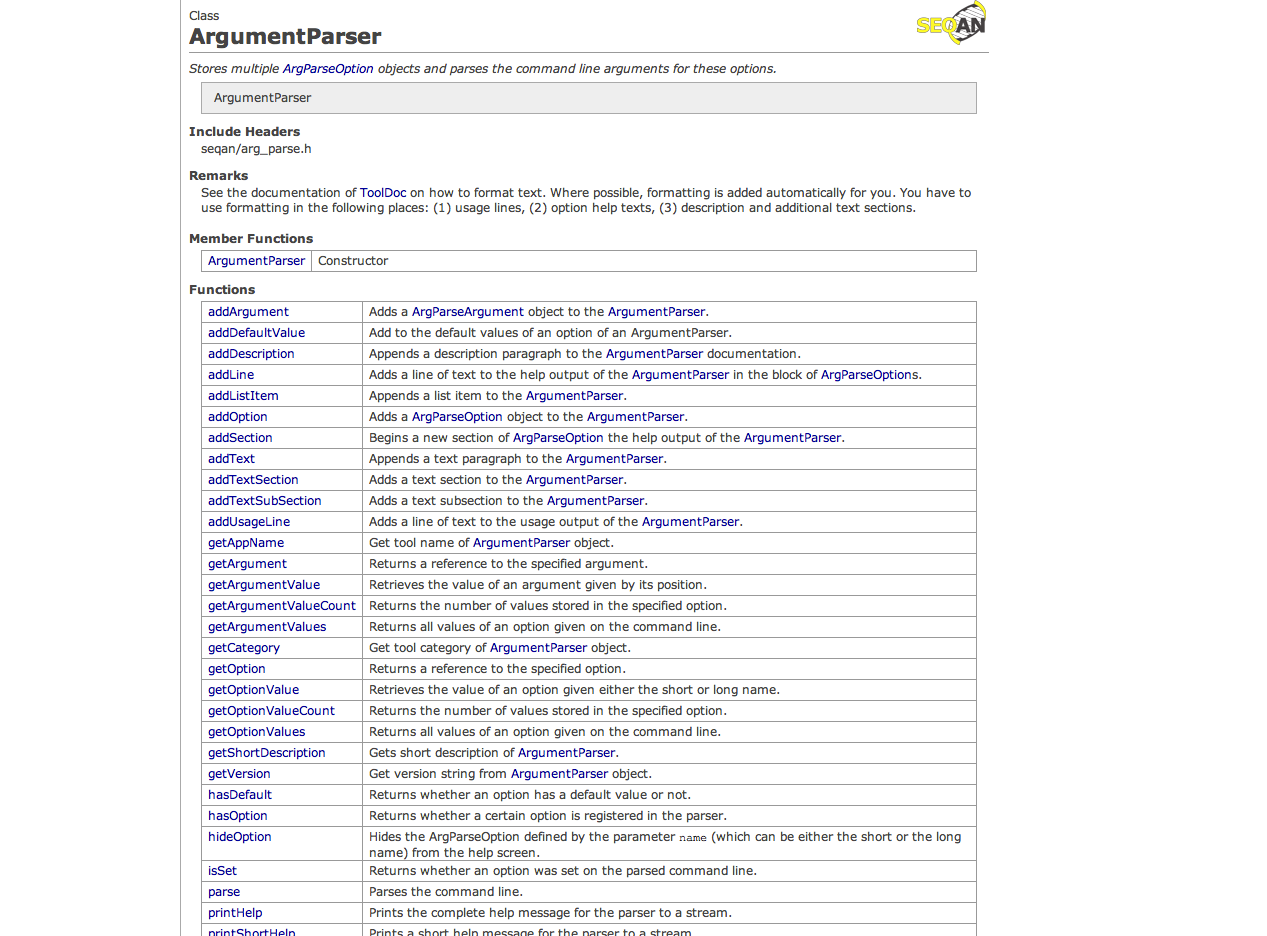 Class
SEQAN
ArgumentParser
Stores multiple ArgParseOption objects and parses the command line arguments for these options.
ArgumentParser
Include Headers
seqan/arg_parse.h
Remarks
See the documentation of ToolDoc on how to format text. Where possible, formatting is added automatically for you. You have to
use formatting in the following places: (1) usage lines, (2) option help texts, (3) description and additional text sections.
Member Functions
ArgumentParser Constructor
Functions
addArgument Adds a ArgParseArgument object to the ArgumentParser.
addDefaultValue Add to the default values of an option of an ArgumentParser.
addDescription Appends a description paragraph to the ArgumentParser documentation.
addLine Adds a line of text to the help output of the ArgumentParser in the block of ArgParseOptions.
addListItem Appends a list item to the ArgumentParser.
addOption Adds a ArgParseOption object to the ArgumentParser.
addSection Begins a new section of ArgParseOption the help output of the ArgumentParser.
addText Appends a text paragraph to the ArgumentParser.
addTextSection Adds a text section to the ArgumentParser.
addTextSubSection Adds a text subsection to the ArgumentParser.
addUsageLine Adds a line of text to the usage output of the ArgumentParser.
getAppName Get tool name of ArgumentParser object.
getArgument Returns a reference to the specified argument.
getArgumentValue Retrieves the value of an argument given by its position.
getArgumentValueCount Returns the number of values stored in the specified option.
getArgumentValues Returns all values of an option given on the command line.
getCategory Get tool category of ArgumentParser object.
getOption Returns a reference to the specified option.
getOptionValue Retrieves the value of an option given either the short or long name.
getOptionValueCount Returns the number of values stored in the specified option.
getOptionValues Returns all values of an option given on the command line.
getShortDescription Gets short description of ArgumentParser.
getVersion Get version string from ArgumentParser object.
hasDefault Returns whether an option has a default value or not.
hasOption Returns whether a certain option is registered in the parser.
hideOption Hides the ArgParseOption defined by the parameter name (which can be either the short or the long
name) from the help screen.
isSet Returns whether an option was set on the parsed command line.
parse Parses the command line.
printHelp Prints the complete help message for the parser to a stream.
printShortHelp Prints a short help message for the parser to a stream.